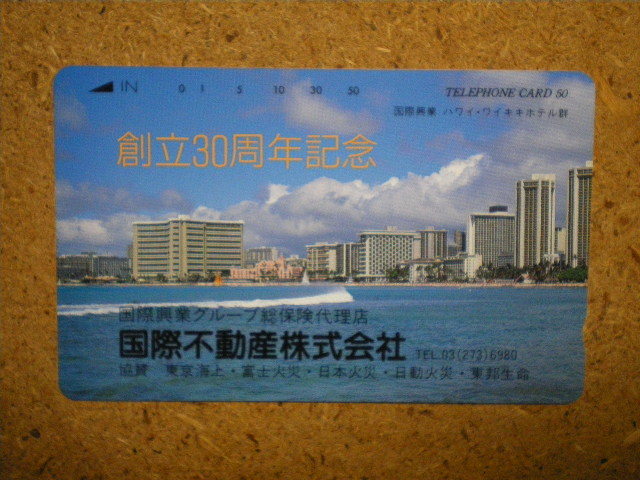 IN 0 1 5 10 30 50
TELEPHONE CARD 50
国際興業 ハワイ・ワイキキホテル群
創立30周年記念
国際興業グループ総保険代理店
国際不動産株式会社 TEL.03(273)6980
協賛 東京海上・富士火災・日本火災・日動火災・東邦生命